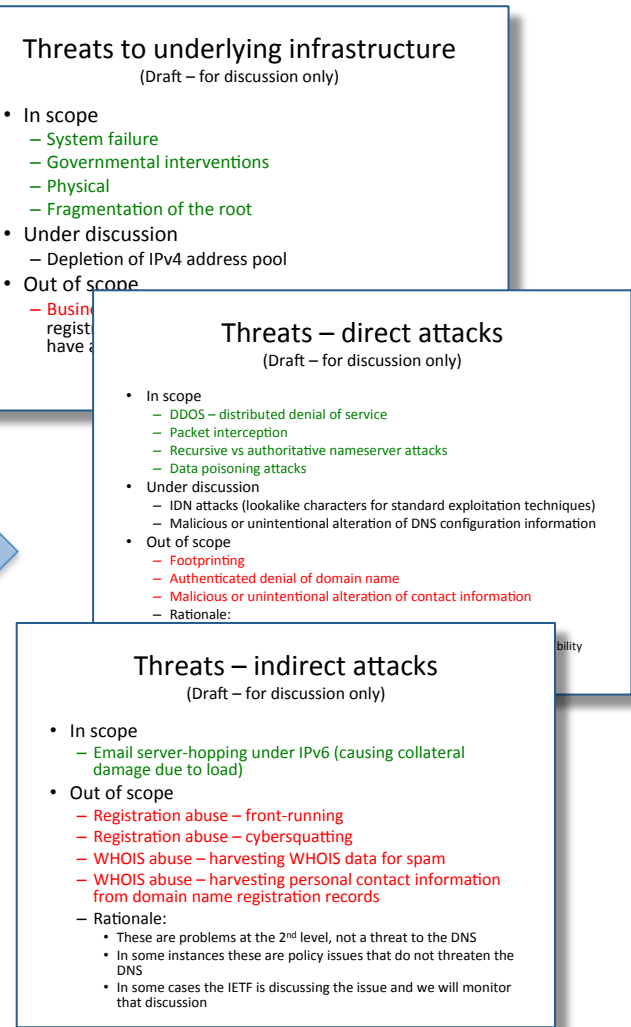 Threats to underlying infrastructure
(Draft – for discussion only)
• In scope
– System failure
– Governmental interventions
– Physical
– Fragmentation of the root
• Under discussion
– Depletion of IPv4 address pool
• Out of scope
– Busin
regist
have a
Threats – direct attacks
(Draft – for discussion only)
• In scope
– DDOS – distributed denial of service
– Packet interception
– Recursive vs authoritative nameserver attacks
– Data poisoning attacks
• Under discussion
– IDN attacks (lookalike characters for standard exploitation techniques)
– Malicious or unintentional alteration of DNS configuration information
• Out of scope
– Footprinting
– Authenticated denial of domain name
– Malicious or unintentional alteration of contact information
– Rationale:
bility
Threats – indirect attacks
(Draft – for discussion only)
• In scope
– Email server-hopping under IPv6 (causing collateral
damage due to load)
• Out of scope
– Registration abuse – front-running
– Registration abuse – cybersquatting
– WHOIS abuse – harvesting WHOIS data for spam
– WHOIS abuse – harvesting personal contact information
from domain name registration records
– Rationale:
• These are problems at the 2nd level, not a threat to the DNS
• In some instances these are policy issues that do not threaten the
DNS
• In some cases the IETF is discussing the issue and we will monitor
that discussion